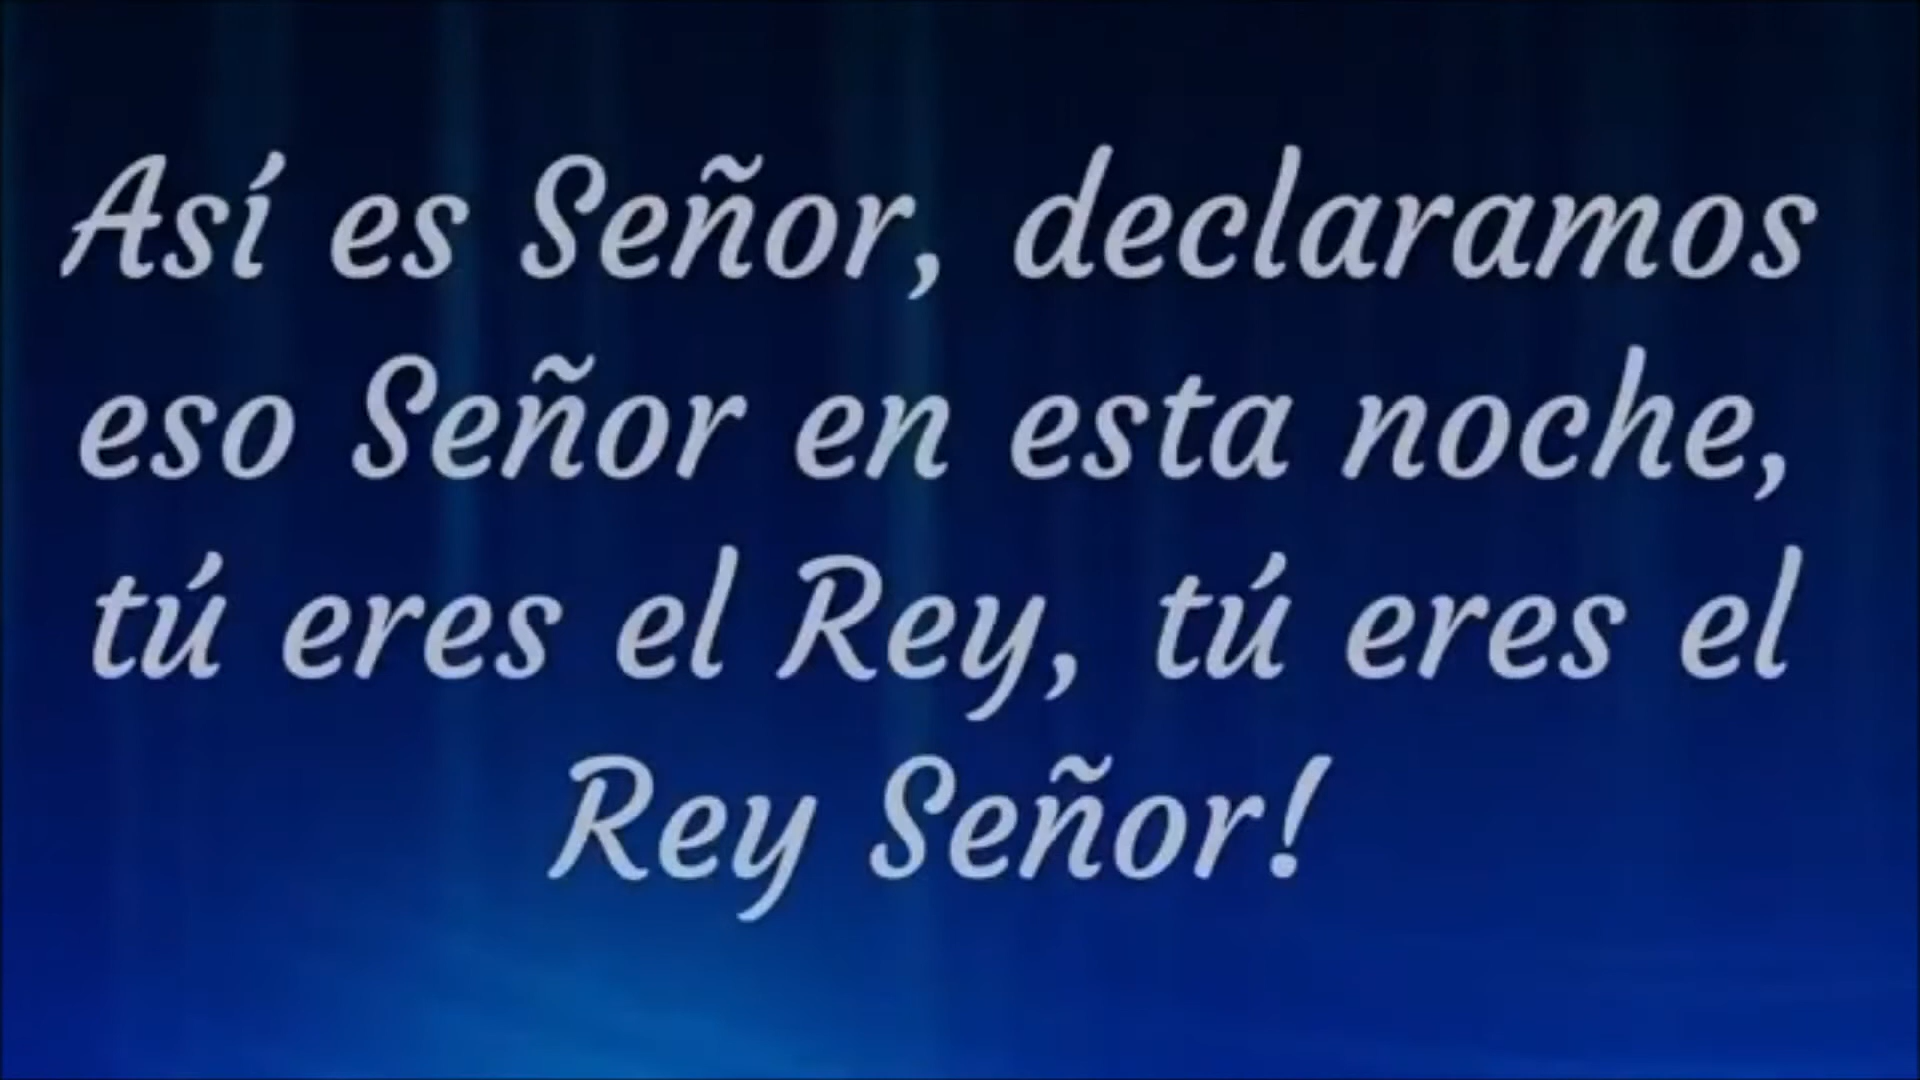 Así es Señor, declaramos
eso Señor en esta noche,
tú eres el Rey, tú eres el
Rey Señor!